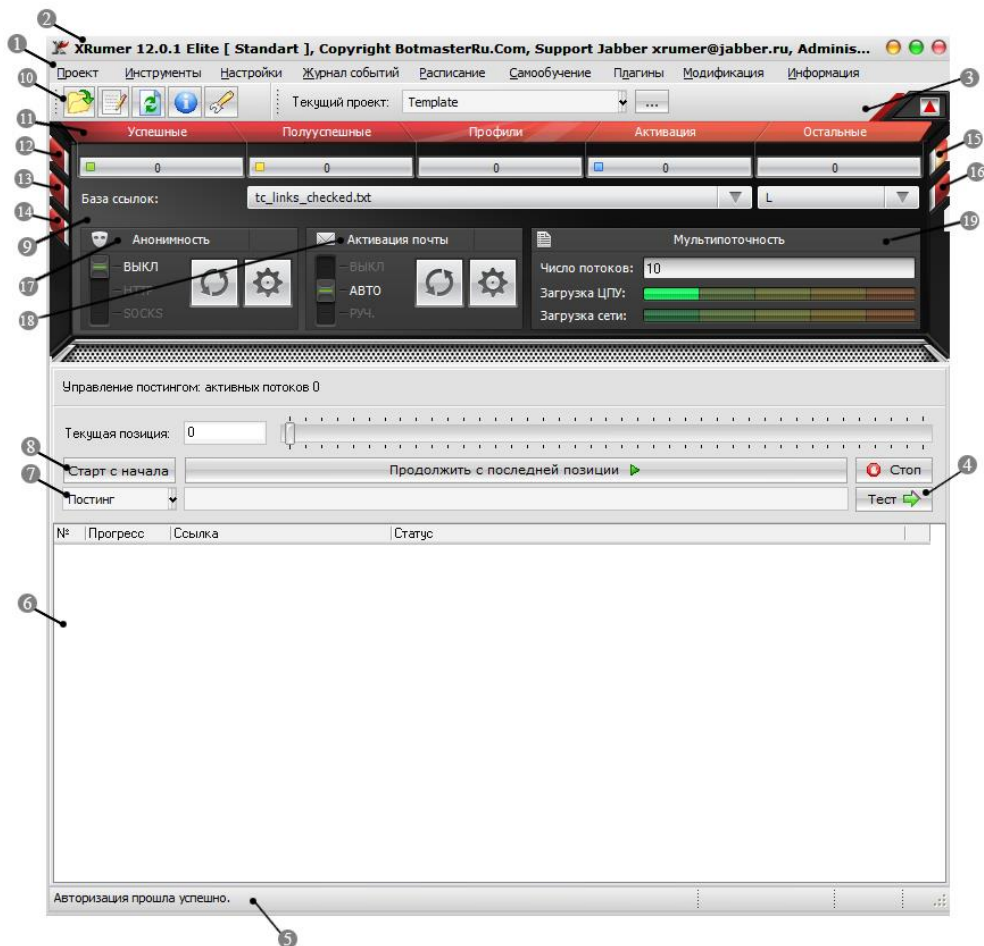 2
XRumer 12.0.1 Elite [ Standart ], Copyright BotmasterRu.Com, Support Jabber xrumer@jabber.ru, Adminis...
1
Проект Инструменты Настройки Журнал событий Расписание Самообучение Плагины Модификация Информация
10
Текущий проект: Template ...
3
11
Успешные Полууспешные Профили Активация Остальные
12
0 0 0 0 0
15
13
База ссылок: tc_links_checked.txt L
16
14
9
Анонимность Активация почты Мультипоточность
19
17
ВЫКЛ ВЫКЛ Число потоков: 10
HTTP АВТО Загрузка ЦПУ:
18
SOCKS РУЧ. Загрузка сети:
Управление постингом: активных потоков 0
Текущая позиция: 0
8
Старт с начала Продолжить с последней позиции Стоп
4
7
Постинг Тест
№ Прогресс Ссылка Статус
6
Авторизация прошла успешно.
5